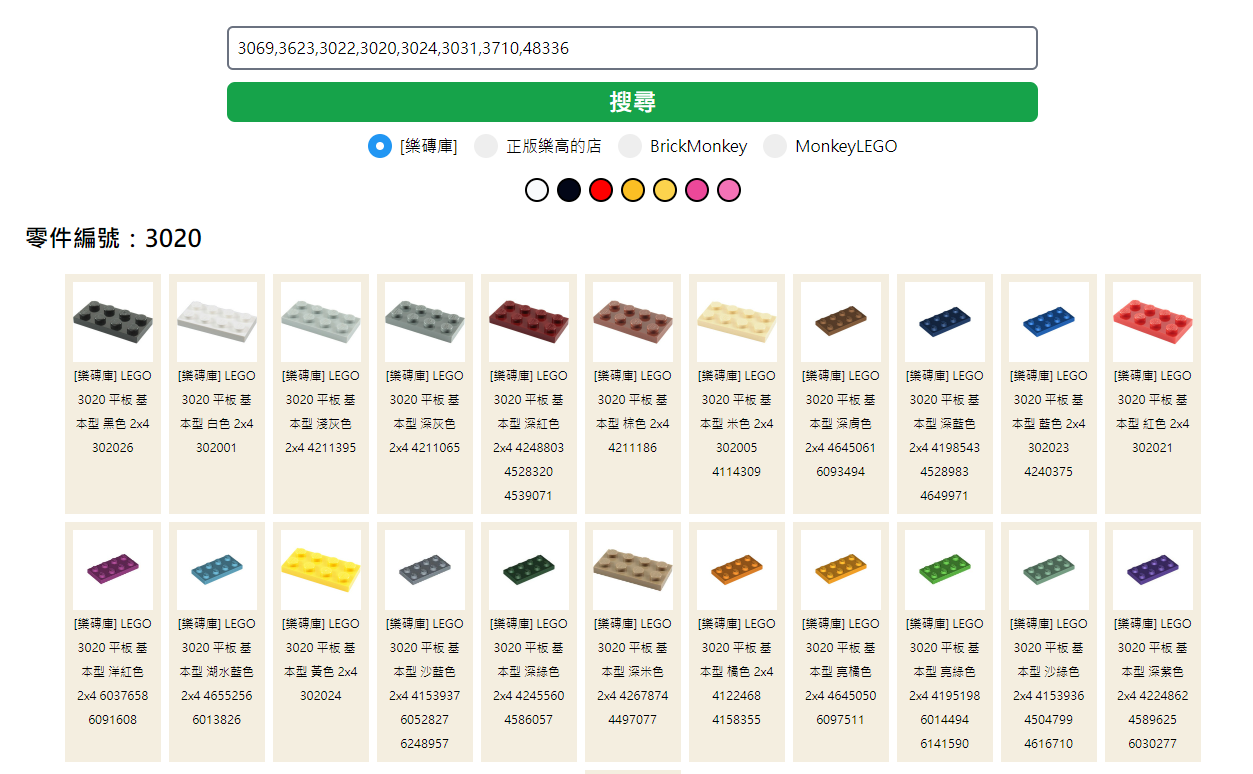 3069,3623,3022,3020,3024,3031,3710,48336
搜尋
[樂磚庫] 正版樂高的店 BrickMonkey MonkeyLEGO
零件編號：3020
[樂磚庫] LEGO
3020 平板 基
本型 黑色 2x4
302026
[樂磚庫] LEGO
3020 平板 基
本型 白色 2x4
302001
[樂磚庫] LEGO
3020 平板 基
本型 淺灰色
2x4 4211395
[樂磚庫] LEGO
3020 平板 基
本型 深灰色
2x4 4211065
[樂磚庫] LEGO
3020 平板 基
本型 深紅色
2x4 4248803
4528320
4539071
[樂磚庫] LEGO
3020 平板 基
本型 棕色 2x4
4211186
[樂磚庫] LEGO
3020 平板 基
本型 米色 2x4
302005
4114309
[樂磚庫] LEGO
3020 平板 基
本型 深膚色
2x4 4645061
6093494
[樂磚庫] LEGO
3020 平板 基
本型 深藍色
2x4 4198543
4528983
4649971
[樂磚庫] LEGO
3020 平板 基
本型 藍色 2x4
302023
4240375
[樂磚庫] LEGO
3020 平板 基
本型 紅色 2x4
302021
[樂磚庫] LEGO
3020 平板 基
本型 洋紅色
2x4 6037658
6091608
[樂磚庫] LEGO
3020 平板 基
本型 湖水藍色
2x4 4655256
6013826
[樂磚庫] LEGO
3020 平板 基
本型 黃色 2x4
302024
[樂磚庫] LEGO
3020 平板 基
本型 沙藍色
2x4 4153937
6052827
6248957
[樂磚庫] LEGO
3020 平板 基
本型 深綠色
2x4 4245560
4586057
[樂磚庫] LEGO
3020 平板 基
本型 深米色
2x4 4267874
4497077
[樂磚庫] LEGO
3020 平板 基
本型 橘色 2x4
4122468
4158355
[樂磚庫] LEGO
3020 平板 基
本型 亮橘色
2x4 4645050
6097511
[樂磚庫] LEGO
3020 平板 基
本型 亮綠色
2x4 4195198
6014494
6141590
[樂磚庫] LEGO
3020 平板 基
本型 沙綠色
2x4 4153936
4504799
4616710
[樂磚庫] LEGO
3020 平板 基
本型 深紫色
2x4 4224862
4589625
6030277